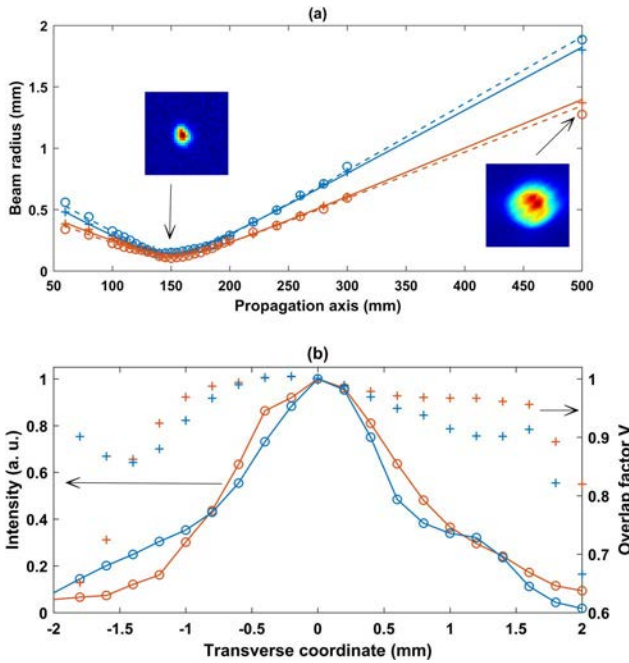 (a)
2
1.5
1
0.5
0
Beam radius (mm)
50 100 150 200 250 300 350 400 450 500
Propagation axis (mm)
(b)
1
0.8
0.6
0.4
0.2
0
Intensity (a. u.)
1
0.9
0.8
0.7
0.6
Overlap factor V
-2 -1.5 -1 -0.5 0 0.5 1 1.5 2
Transverse coordinate (mm)